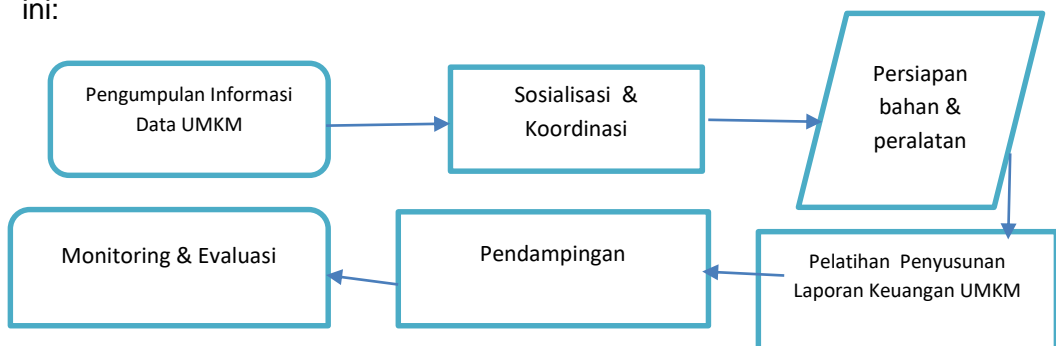 ini:
Pengumpulan Informasi
Data UMKM
Sosialisasi &
Koordinasi
Persiapan
bahan &
peralatan
Pelatihan Penyusunan
Laporan Keuangan UMKM
Pendampingan
Monitoring & Evaluasi